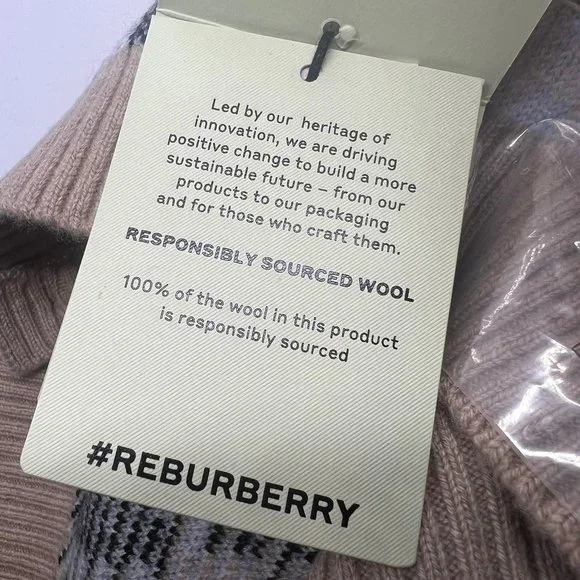 Led by our heritage of
innovation, we are driving
positive change to build a more
sustainable future – from our
products to our packaging
and for those who craft them.
RESPONSIBLY SOURCED WOOL
100% of the wool in this product
is responsibly sourced
#REBURBERRY